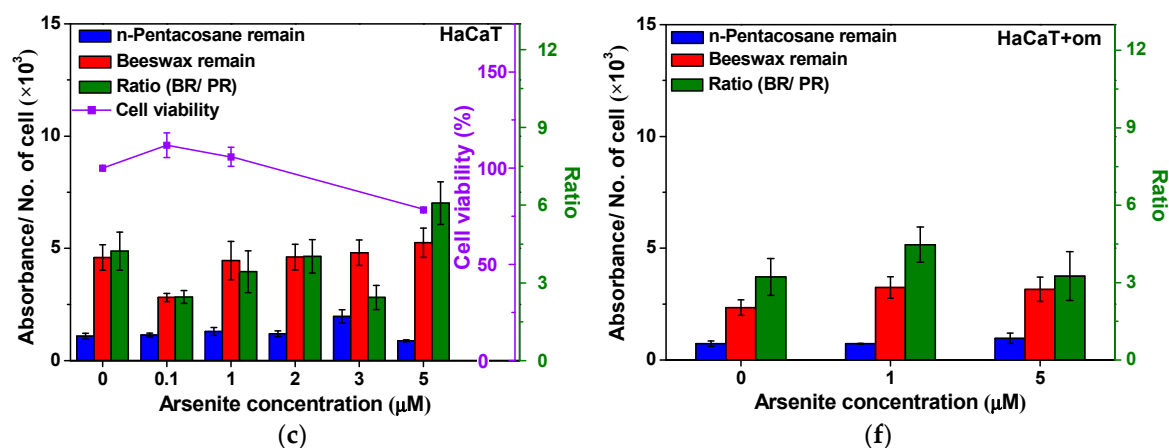 HaCaT
n-Pentacosane remain
Beeswax remain
Ratio (BR/ PR)
Cell viability
Absorbance/ No. of cell (×10³)
15
10
5
0
0 0.1 1 2 3 5
Arsenite concentration (μM)
Cell viability (%)
150
100
50
0
Ratio
12
9
6
3
0
(c)
HaCaT+om
n-Pentacosane remain
Beeswax remain
Ratio (BR/ PR)
Absorbance/ No. of cell (×10³)
15
10
5
0
0 1 5
Arsenite concentration (μM)
Ratio
12
9
6
3
0
(f)